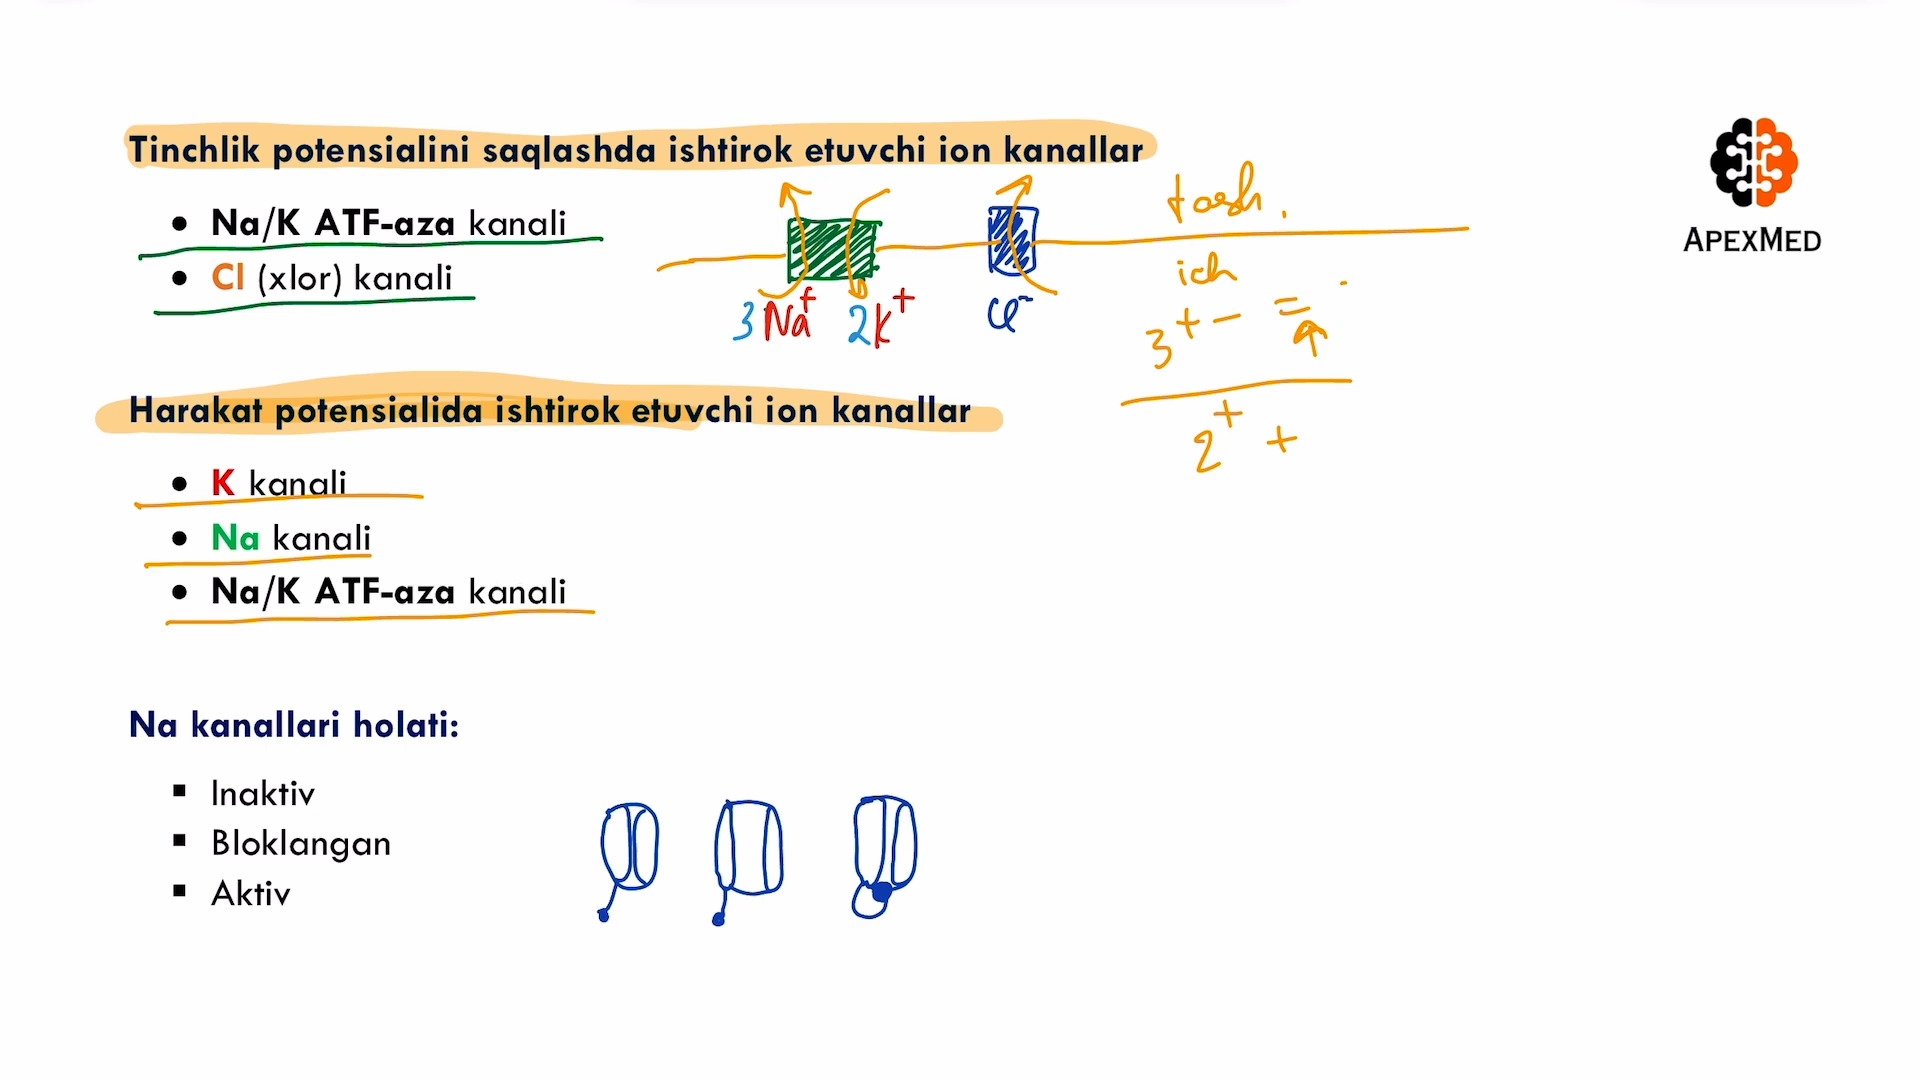 Tinchlik potensialini saqlashda ishtirok etuvchi ion kanallar
• Na/K ATF-aza kanali
• Cl (xlor) kanali
3Na⁺ 2K⁺ Cl⁻
tash.
ich
3⁺ − =
2⁺ +
APEXMED
Harakat potensialida ishtirok etuvchi ion kanallar
• K kanali
• Na kanali
• Na/K ATF-aza kanali
Na kanallari holati:
▪ Inaktiv
▪ Bloklangan
▪ Aktiv